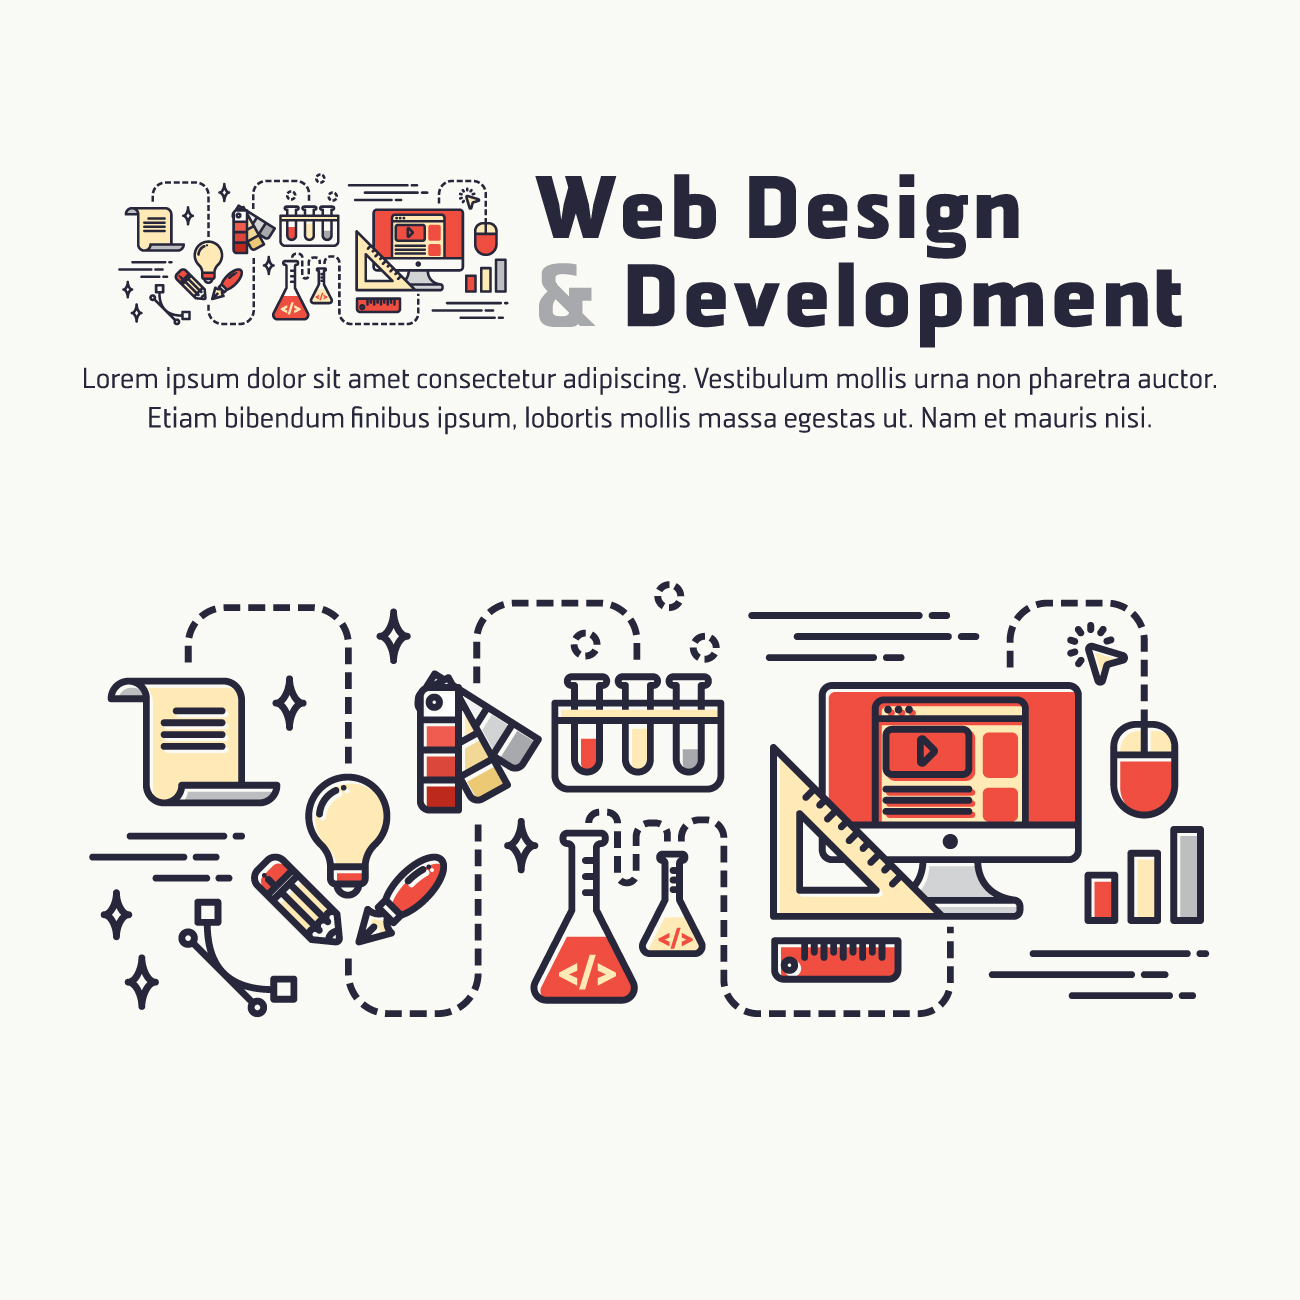 Web Design
& Development
Lorem ipsum dolor sit amet consectetur adipiscing. Vestibulum mollis urna non pharetra auctor.
Etiam bibendum finibus ipsum, lobortis mollis massa egestas ut. Nam et mauris nisi.
</>
</>
</>
</>